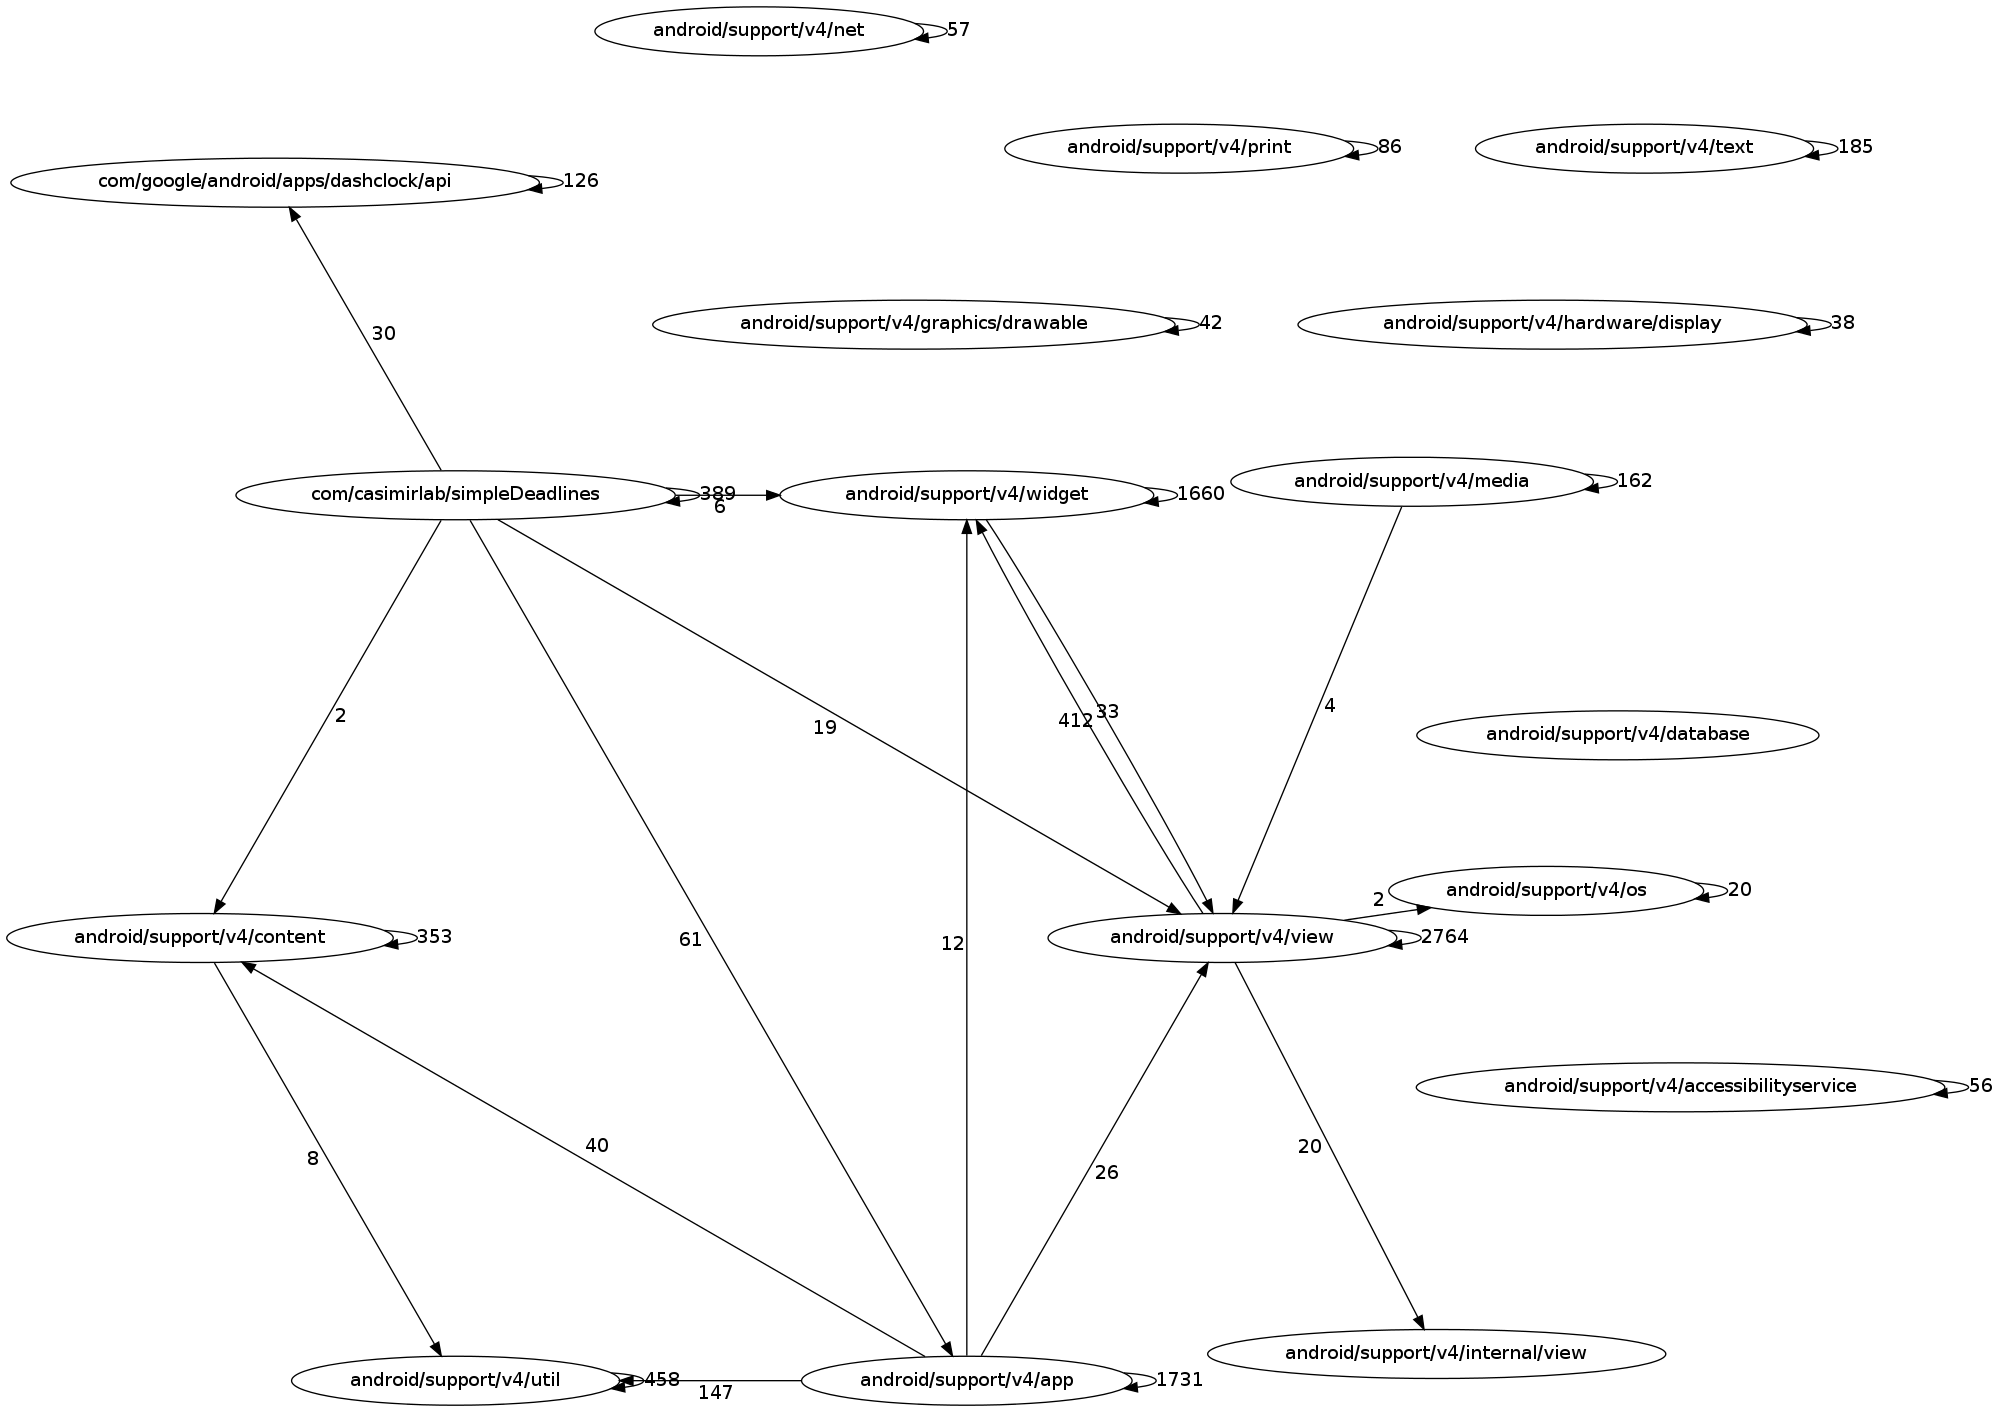 android/support/v4/net
57
android/support/v4/print
86
android/support/v4/text
185
com/google/android/apps/dashclock/api
126
30
android/support/v4/graphics/drawable
42
android/support/v4/hardware/display
38
com/casimirlab/simpleDeadlines
389
6
android/support/v4/widget
1660
android/support/v4/media
162
2
19
412
33
4
android/support/v4/database
android/support/v4/os
20
2
android/support/v4/content
353
61
12
android/support/v4/view
2764
android/support/v4/accessibilityservice
56
8
40
26
20
android/support/v4/internal/view
android/support/v4/util
458
147
android/support/v4/app
1731